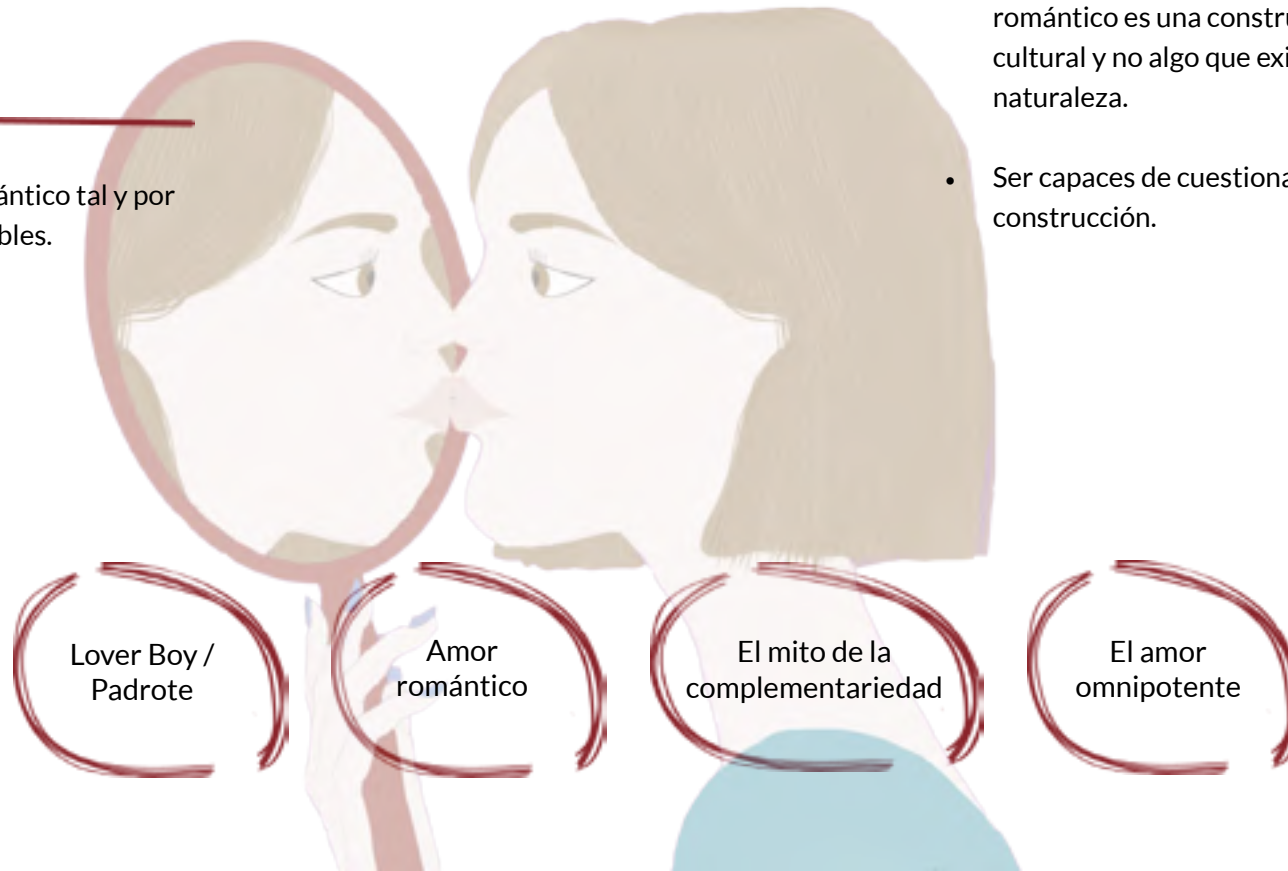 ántico tal y por
bles.
romántico es una constru
cultural y no algo que exi
naturaleza.
• Ser capaces de cuestiona
construcción.
Lover Boy /
Padrote
Amor
romántico
El mito de la
complementariedad
El amor
omnipotente